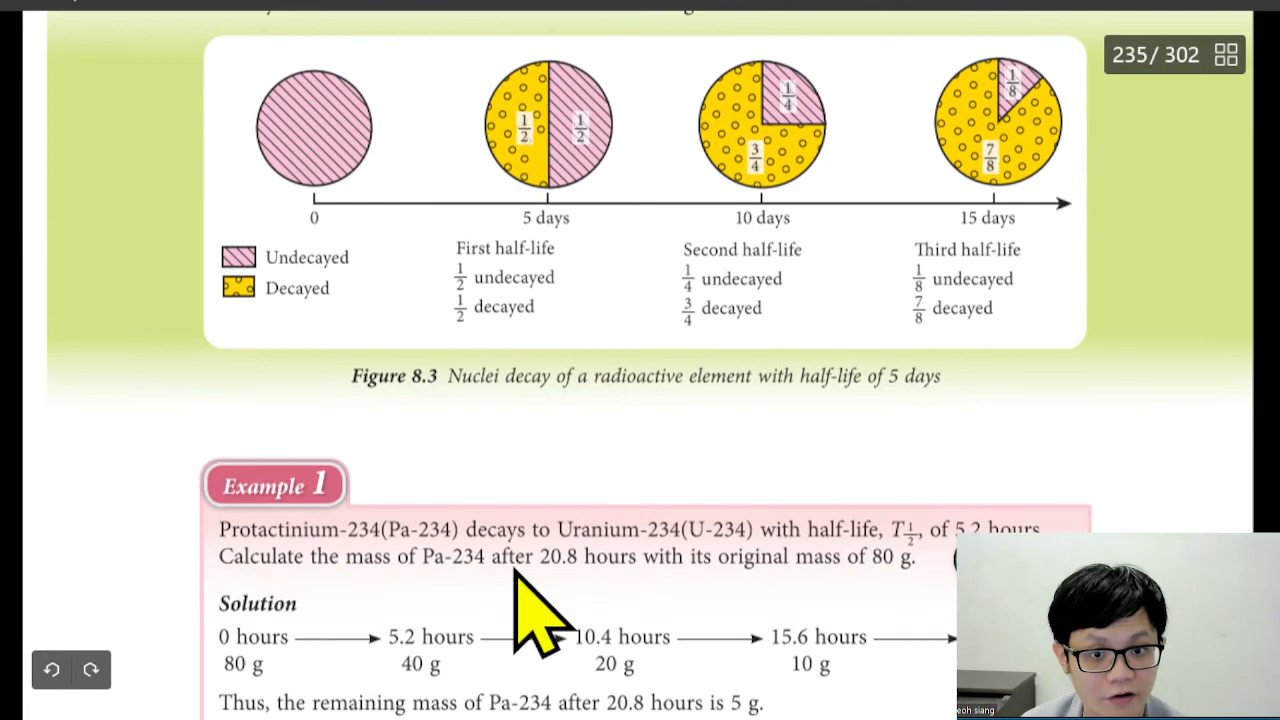 235/ 302
1/2
1/2
1/4
3/4
1/8
7/8
0
5 days
10 days
15 days
Undecayed
Decayed
First half-life
1/2 undecayed
1/2 decayed
Second half-life
1/4 undecayed
3/4 decayed
Third half-life
1/8 undecayed
7/8 decayed
Figure 8.3 Nuclei decay of a radioactive element with half-life of 5 days
Example 1
Protactinium-234(Pa-234) decays to Uranium-234(U-234) with half-life, T1/2, of 5.2 hours
Calculate the mass of Pa-234 after 20.8 hours with its original mass of 80 g.
Solution
0 hours 5.2 hours 10.4 hours 15.6 hours
80 g 40 g 20 g 10 g
Thus, the remaining mass of Pa-234 after 20.8 hours is 5 g.
eoh siang